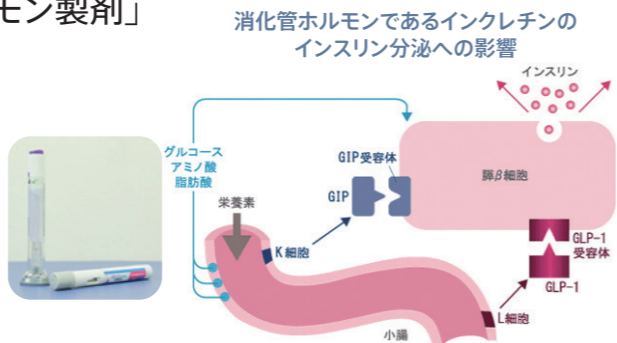 モン製剤」
消化管ホルモンであるインクレチンの
インスリン分泌への影響
インスリン
グルコース
アミノ酸
脂肪酸
GIP受容体
GIP
膵β細胞
栄養素
K細胞
GLP-1
受容体
GLP-1
L細胞
小腸